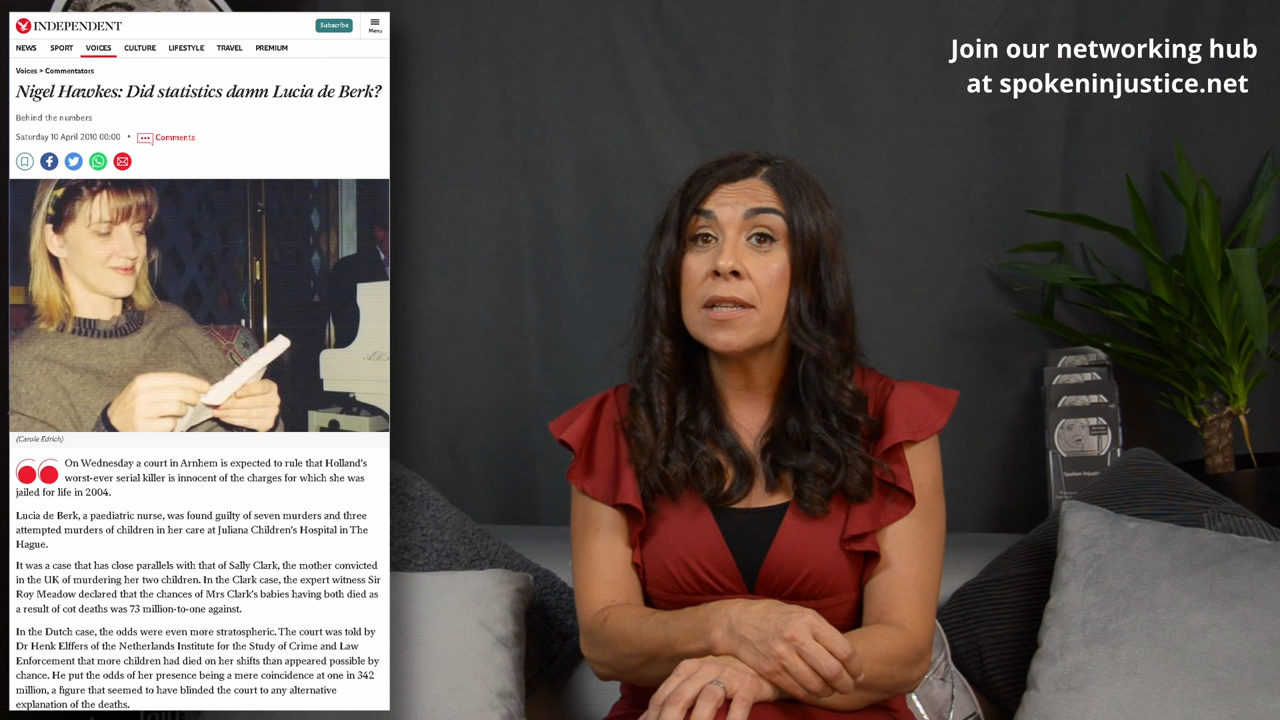 INDEPENDENT
Subscribe
Menu
NEWS SPORT VOICES CULTURE LIFESTYLE TRAVEL PREMIUM
Voices > Commentators
Nigel Hawkes: Did statistics damn Lucia de Berk?
Behind the numbers
Saturday 10 April 2010 00:00 • Comments
(Carole Edrich)
On Wednesday a court in Arnhem is expected to rule that Holland's
worst-ever serial killer is innocent of the charges for which she was
jailed for life in 2004.
Lucia de Berk, a paediatric nurse, was found guilty of seven murders and three
attempted murders of children in her care at Juliana Children's Hospital in The
Hague.
It was a case that has close parallels with that of Sally Clark, the mother convicted
in the UK of murdering her two children. In the Clark case, the expert witness Sir
Roy Meadow declared that the chances of Mrs Clark's babies having both died as
a result of cot deaths was 73 million-to-one against.
In the Dutch case, the odds were even more stratospheric. The court was told by
Dr Henk Elffers of the Netherlands Institute for the Study of Crime and Law
Enforcement that more children had died on her shifts than appeared possible by
chance. He put the odds of her presence being a mere coincidence at one in 342
million, a figure that seemed to have blinded the court to any alternative
explanation of the deaths.
Join our networking hub
at spokeninjustice.net
Spoken Injustice